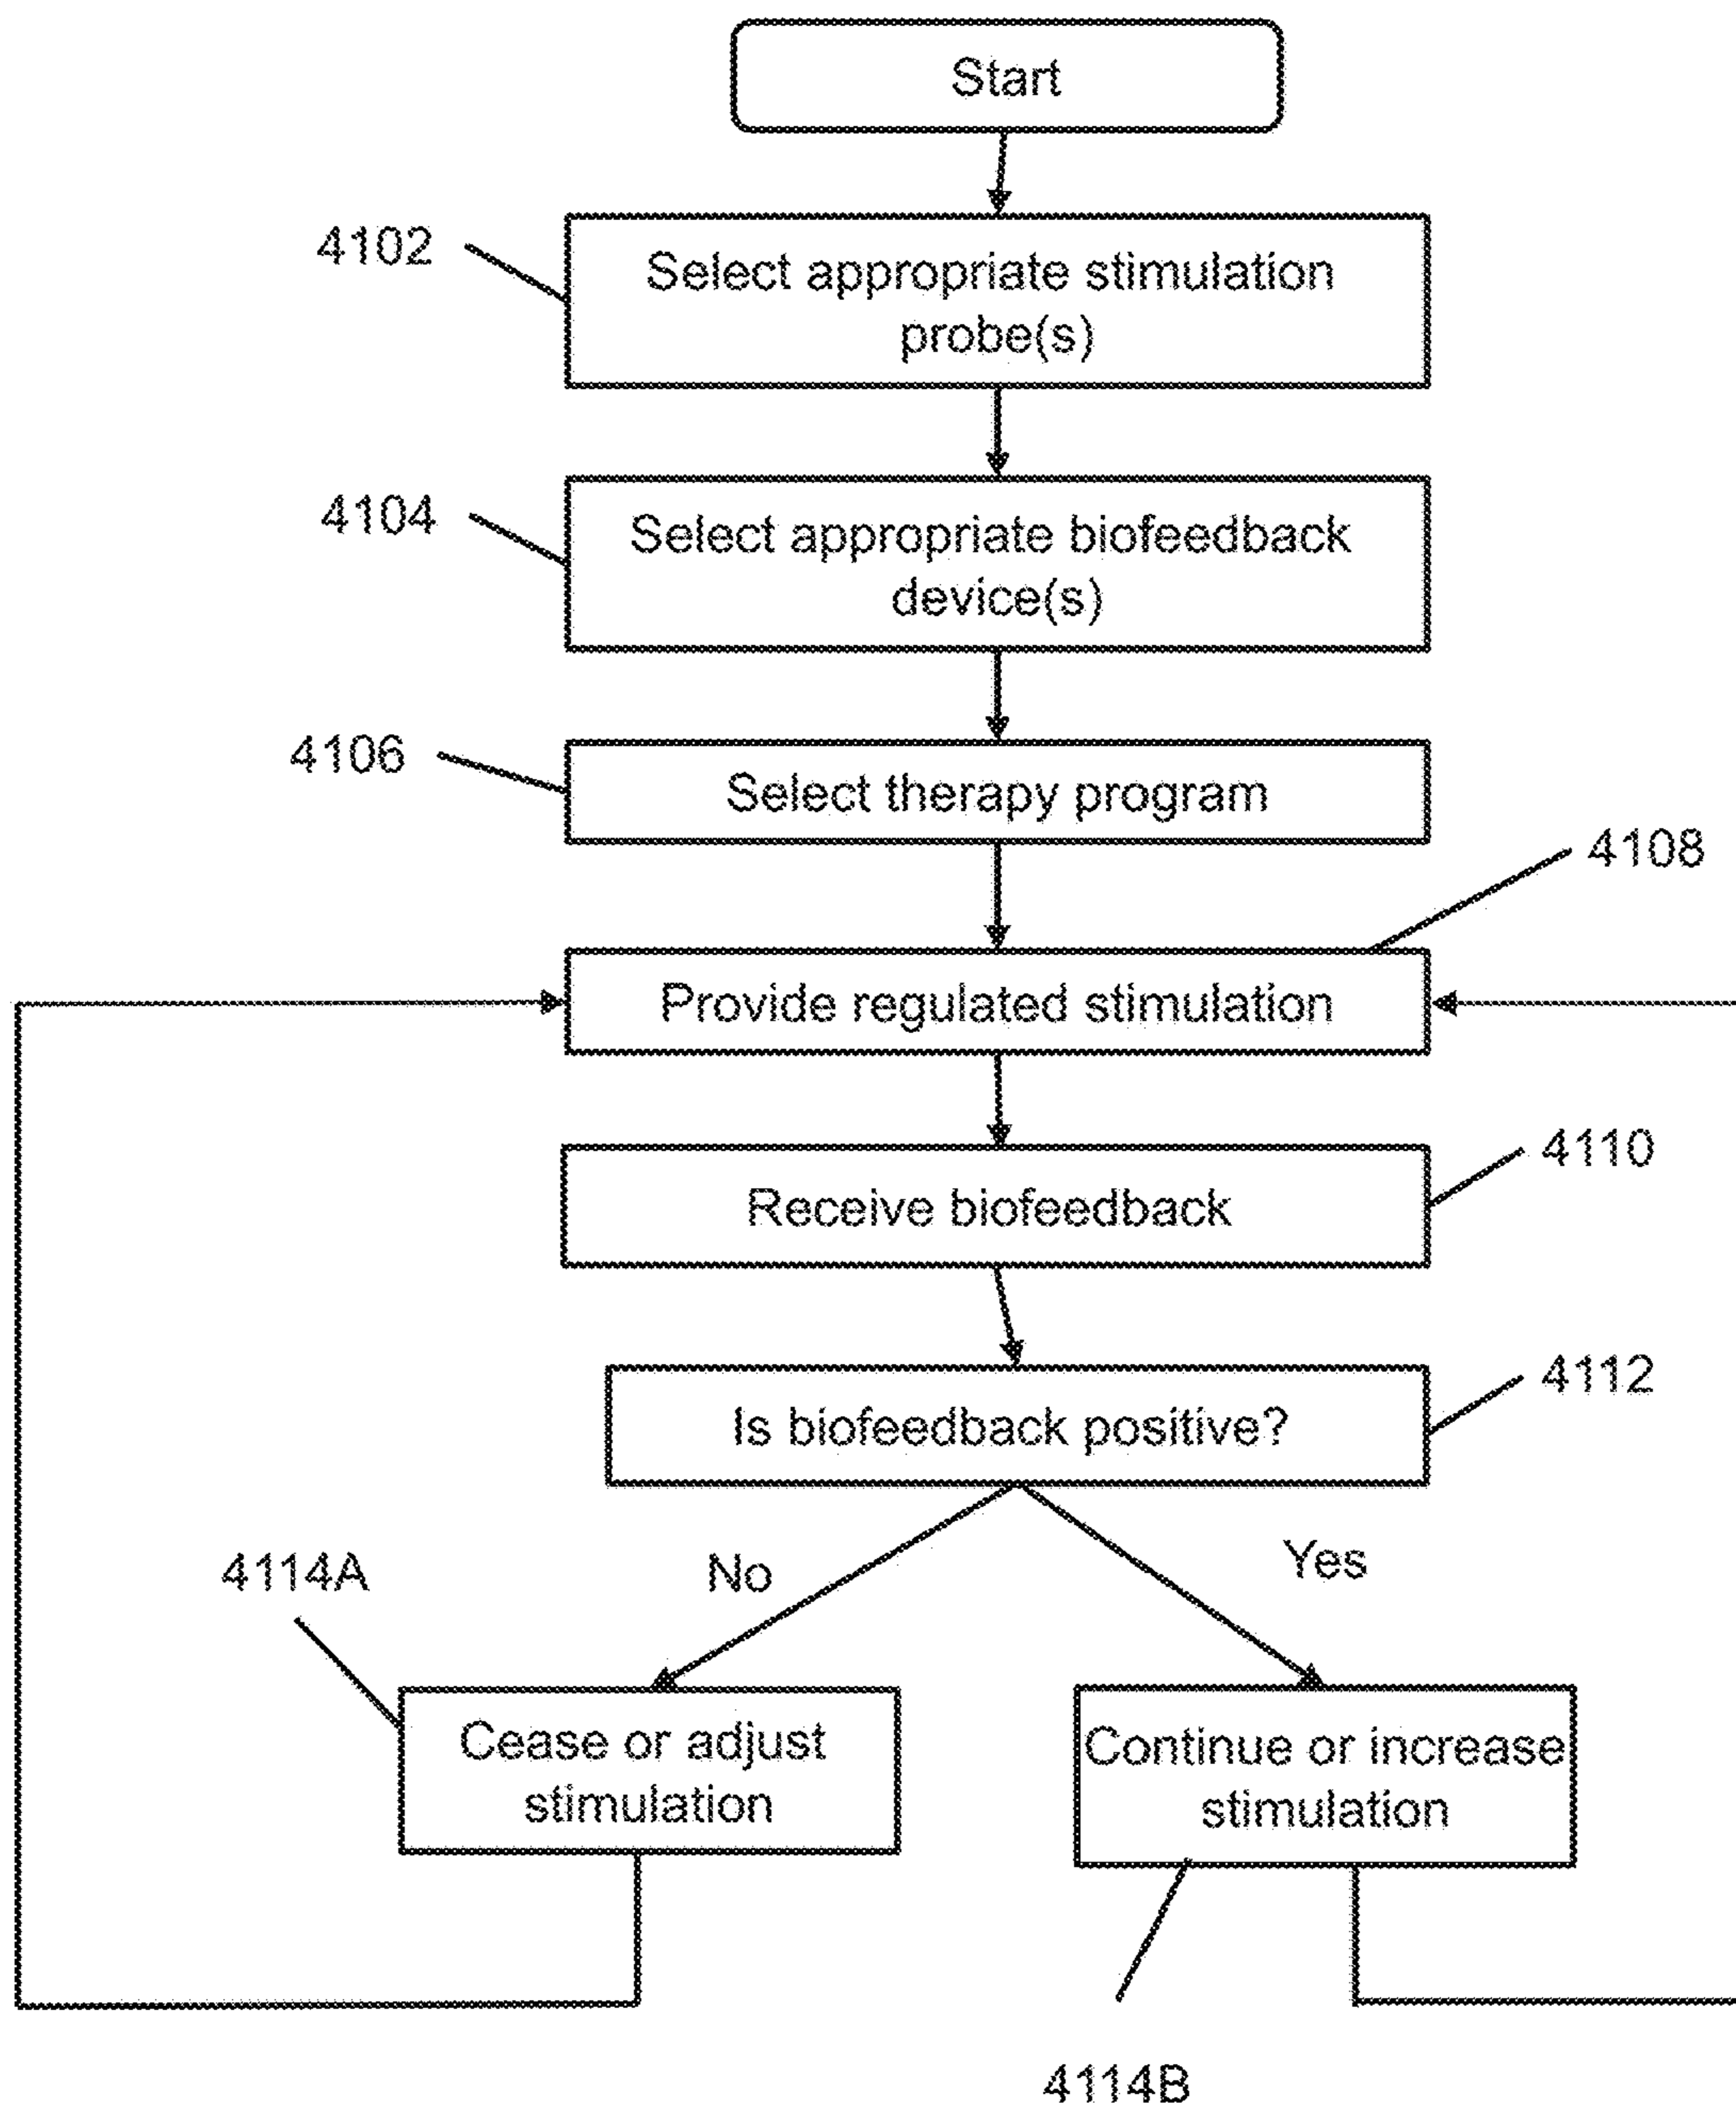 Start
4102
Select appropriate stimulation
probe(s)
4104
Select appropriate biofeedback
device(s)
4106
Select therapy program
4108
Provide regulated stimulation
4110
Receive biofeedback
4112
Is biofeedback positive?
4114A
No
Yes
Cease or adjust
stimulation
Continue or increase
stimulation
4114B